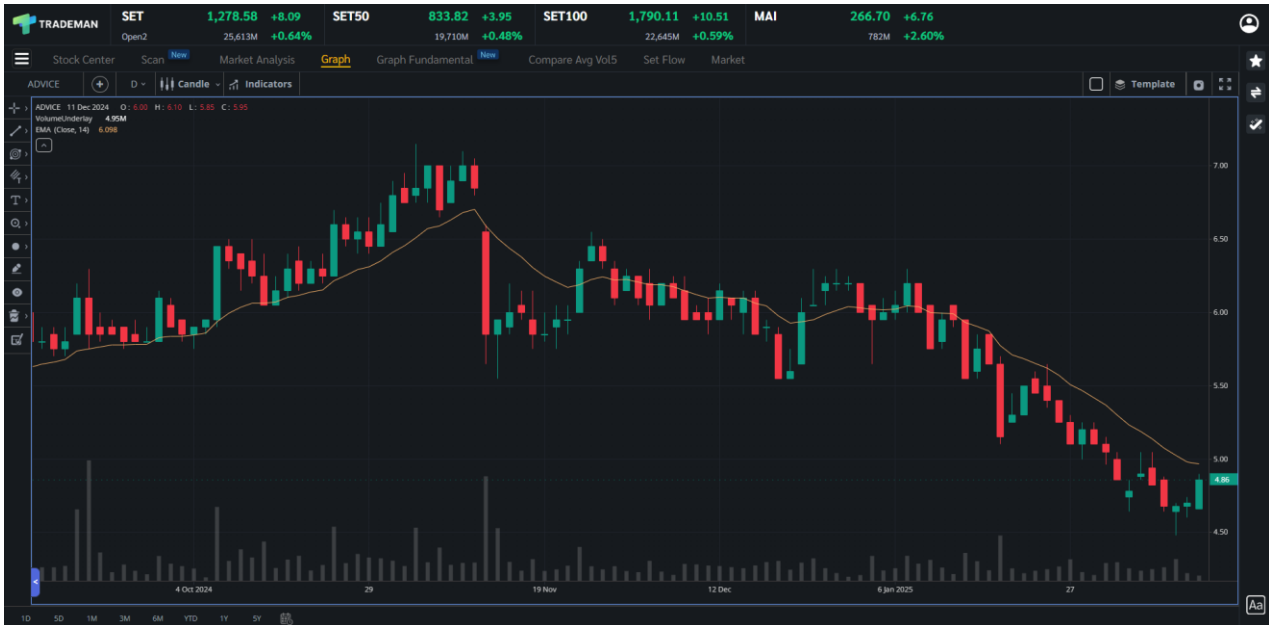 TRADEMAN
SET 1,278.58 +8.09
Open2 25,613M +0.64%
SET50 833.82 +3.95
19,710M +0.48%
SET100 1,790.11 +10.51
22,645M +0.59%
MAI 266.70 +6.76
782M +2.60%
Stock Center Scan New Market Analysis Graph Graph Fundamental New Compare Avg Vol5 Set Flow Market
ADVICE D Candle Indicators Template
ADVICE 11 Dec 2024 O: 6.00 H: 6.10 L: 5.85 C: 5.95
VolumeUnderlay 4.95M
EMA (Close, 14) 6.098
7.00
6.50
6.00
5.50
5.00
4.86
4.50
4 Oct 2024 29 19 Nov 12 Dec 6 Jan 2025 27
1D 5D 1M 3M 6M YTD 1Y 5Y
Aa